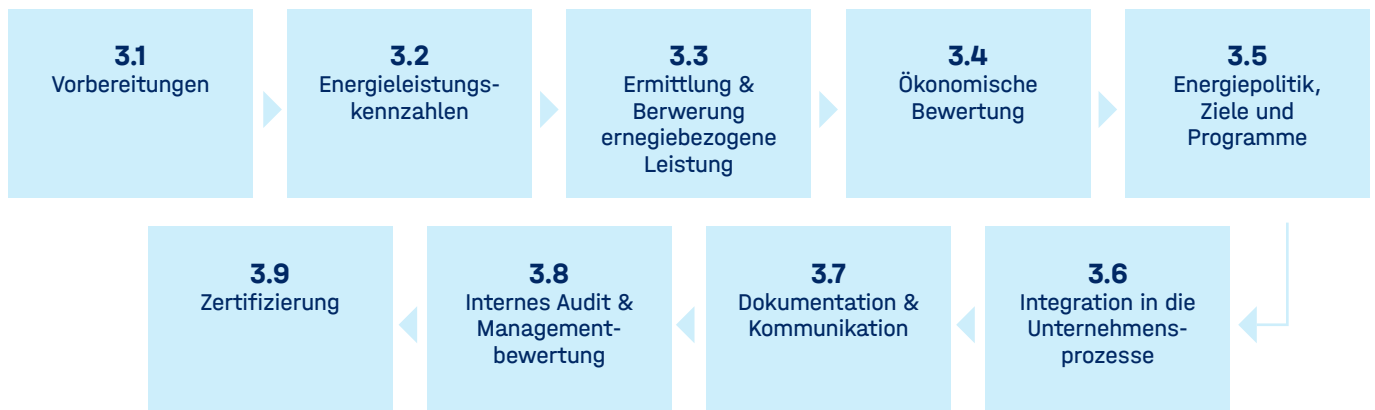 3.1
Vorbereitungen
3.2
Energieleistungs-
kennzahlen
3.3
Ermittlung &
Berwerung
ernegiebezogene
Leistung
3.4
Ökonomische
Bewertung
3.5
Energiepolitik,
Ziele und
Programme
3.6
Integration in die
Unternehmens-
prozesse
3.7
Dokumentation &
Kommunikation
3.8
Internes Audit &
Management-
bewertung
3.9
Zertifizierung